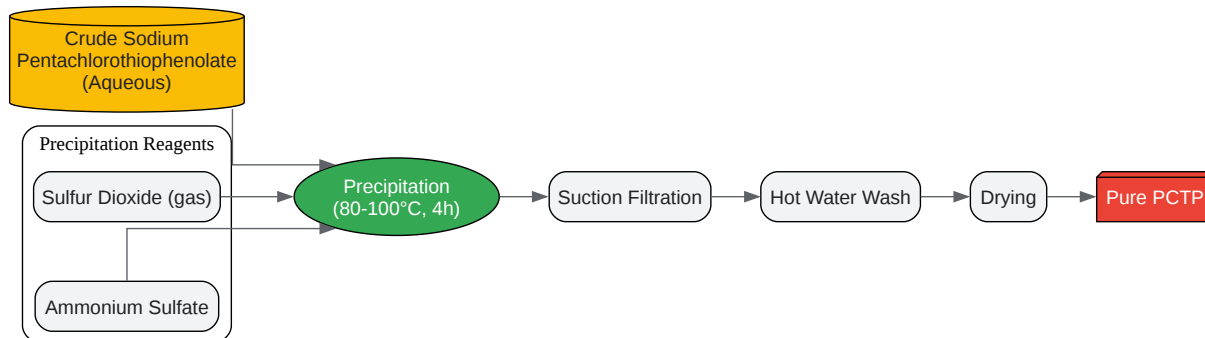 Crude Sodium
Pentachlorothiophenolate
(Aqueous)
Precipitation Reagents
Sulfur Dioxide (gas)
Ammonium Sulfate
Precipitation
(80-100°C, 4h)
Suction Filtration
Hot Water Wash
Drying
Pure PCTP